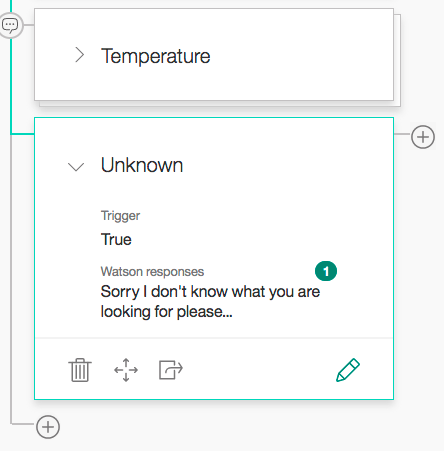 Temperature
Unknown
Trigger
True
Watson responses
1
Sorry I don't know what you are
looking for please...